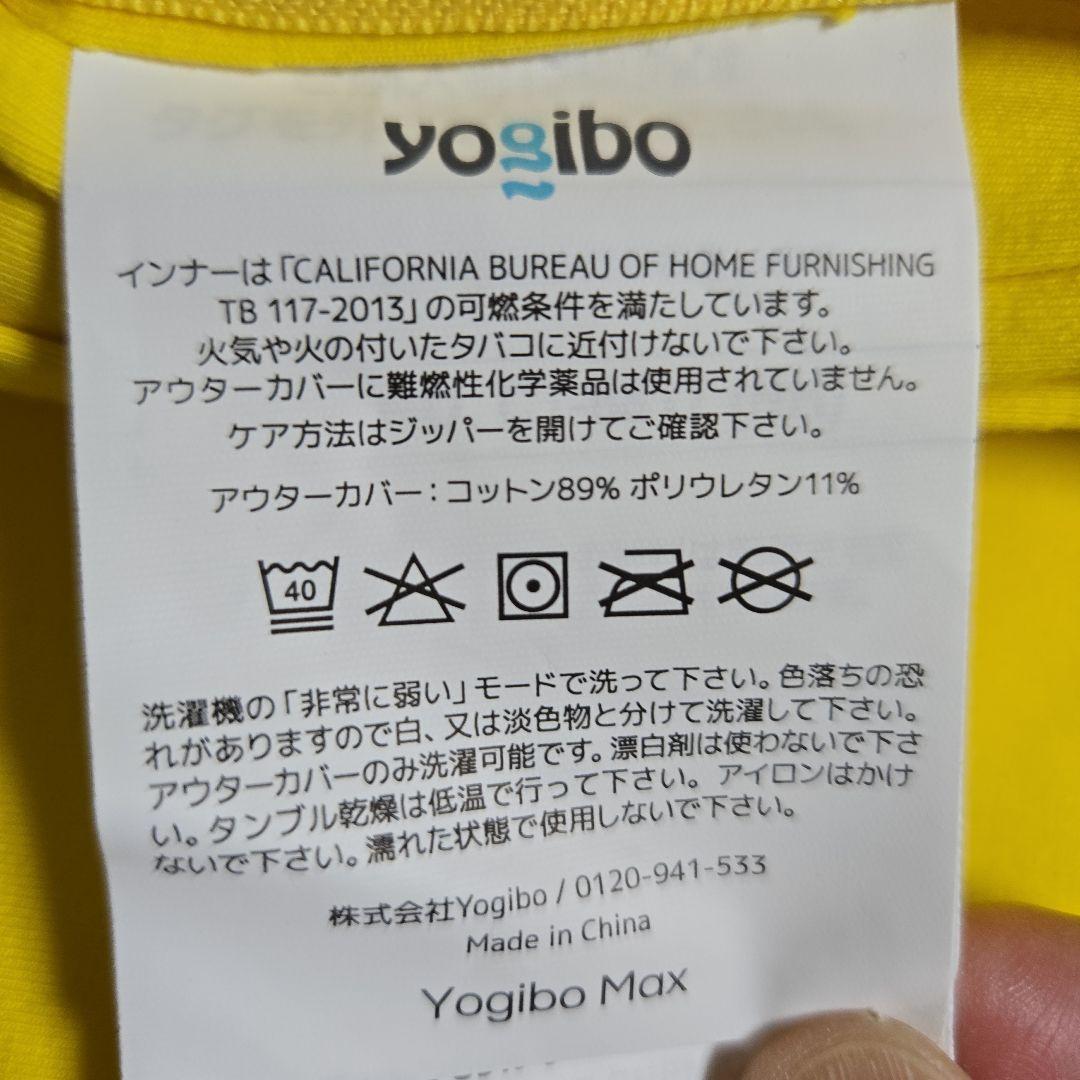 yogibo
インナーは「CALIFORNIA BUREAU OF HOME FURNISHING
TB 117-2013」の可燃条件を満たしています。
火気や火の付いたタバコに近付けないで下さい。
アウターカバーに難燃性化学薬品は使用されていません。
ケア方法はジッパーを開けてご確認下さい。
アウターカバー：コットン89% ポリウレタン11%
40
洗濯機の「非常に弱い」モードで洗って下さい。色落ちの恐
れがありますので白、又は淡色物と分けて洗濯して下さい。
アウターカバーのみ洗濯可能です。漂白剤は使わないで下さ
い。タンブル乾燥は低温で行って下さい。アイロンはかけ
ないで下さい。濡れた状態で使用しないで下さい。
株式会社Yogibo / 0120-941-533
Made in China
Yogibo Max